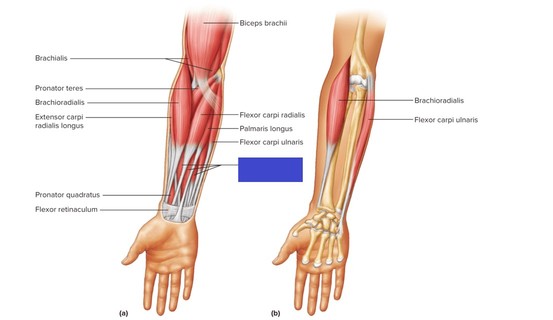 Biceps brachii
Brachialis
Pronator teres
Brachioradialis
Extensor carpi
radialis longus
Flexor carpi radialis
Palmaris longus
Flexor carpi ulnaris
Pronator quadratus
Flexor retinaculum
(a)
Brachioradialis
Flexor carpi ulnaris
(b)